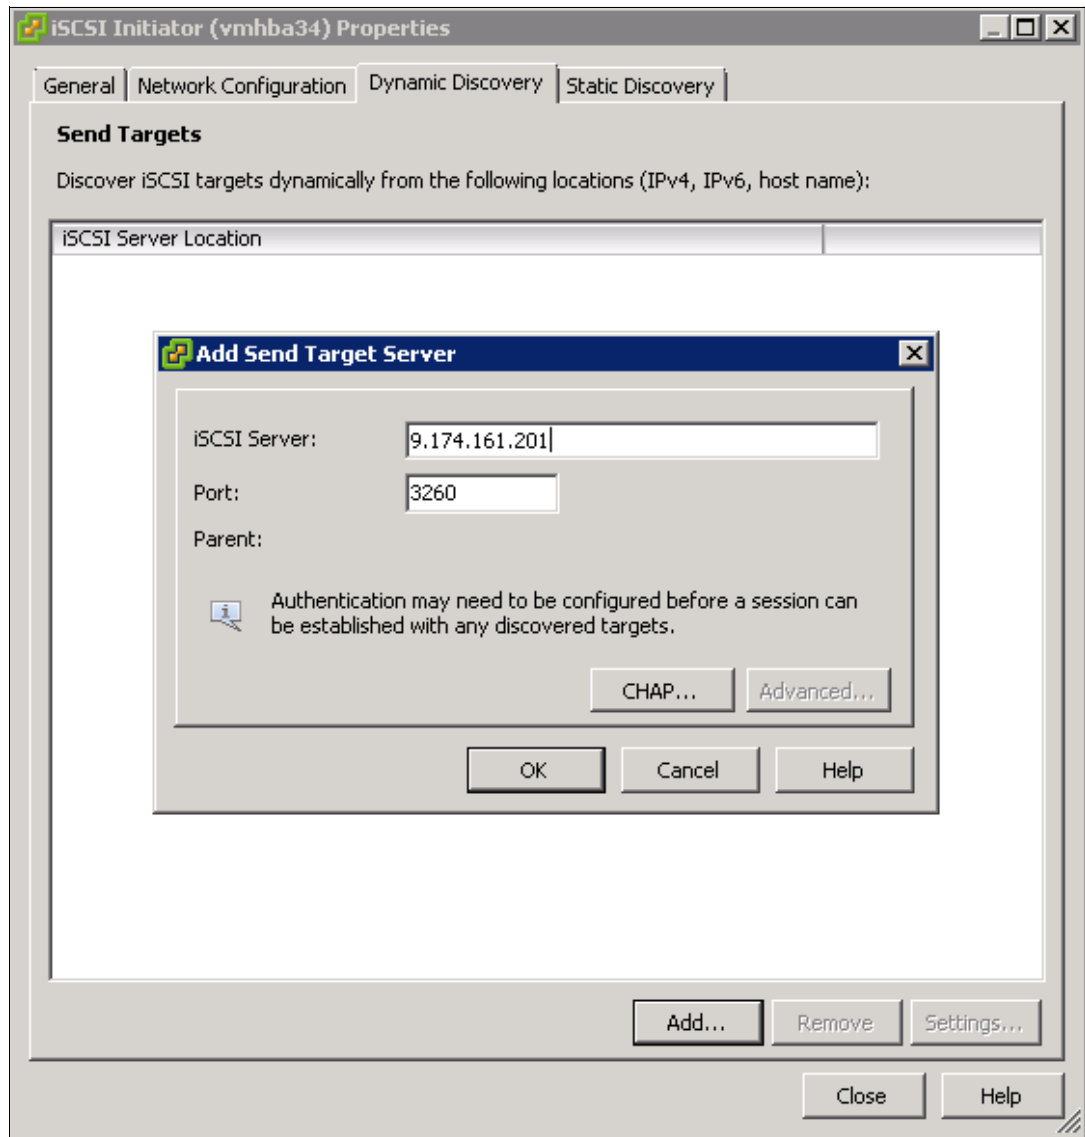 iSCSI Initiator (vmhba34) Properties
General Network Configuration Dynamic Discovery Static Discovery
Send Targets
Discover iSCSI targets dynamically from the following locations (IPv4, IPv6, host name):
iSCSI Server Location
Add Send Target Server
iSCSI Server: 9.174.161.201
Port: 3260
Parent:
Authentication may need to be configured before a session can
be established with any discovered targets.
CHAP... Advanced...
OK Cancel Help
Add... Remove Settings...
Close Help